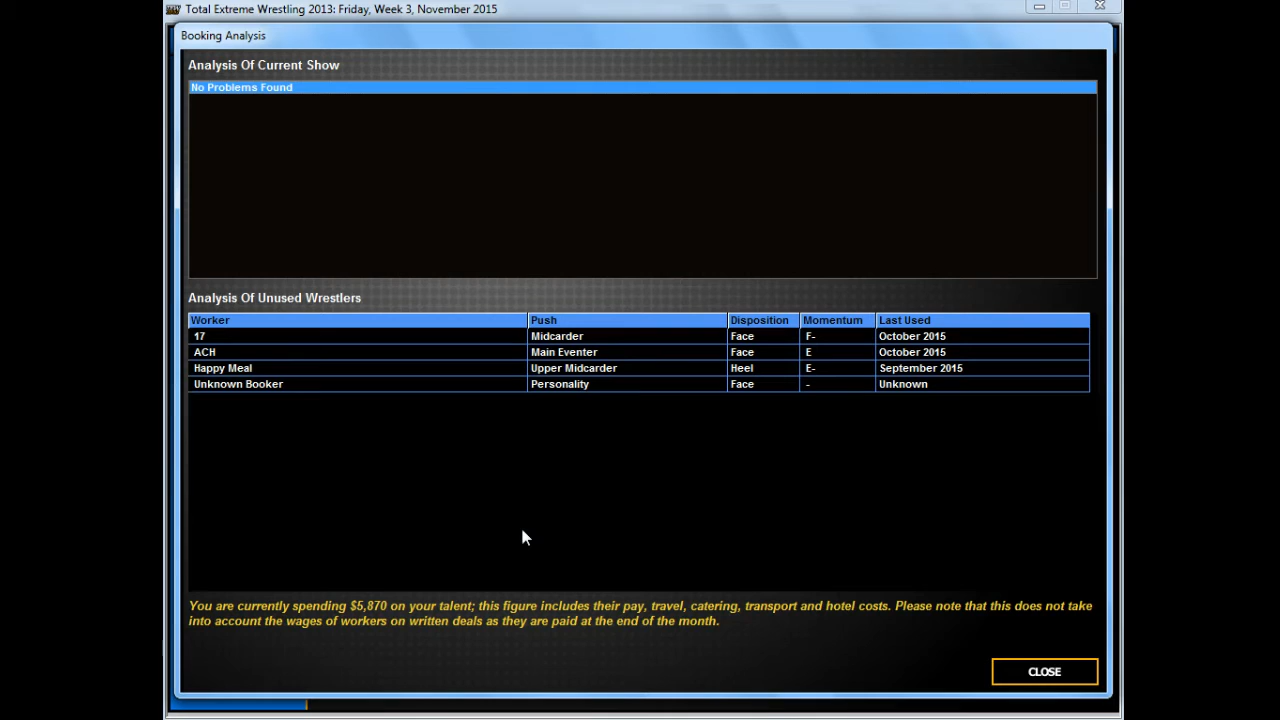 Total Extreme Wrestling 2013: Friday, Week 3, November 2015
Booking Analysis
Analysis Of Current Show
No Problems Found
Analysis Of Unused Wrestlers
Worker Push Disposition Momentum Last Used
17 Midcarder Face F- October 2015
ACH Main Eventer Face E October 2015
Happy Meal Upper Midcarder Heel E- September 2015
Unknown Booker Personality Face - Unknown
You are currently spending $5,870 on your talent; this figure includes their pay, travel, catering, transport and hotel costs. Please note that this does not take
into account the wages of workers on written deals as they are paid at the end of the month.
CLOSE